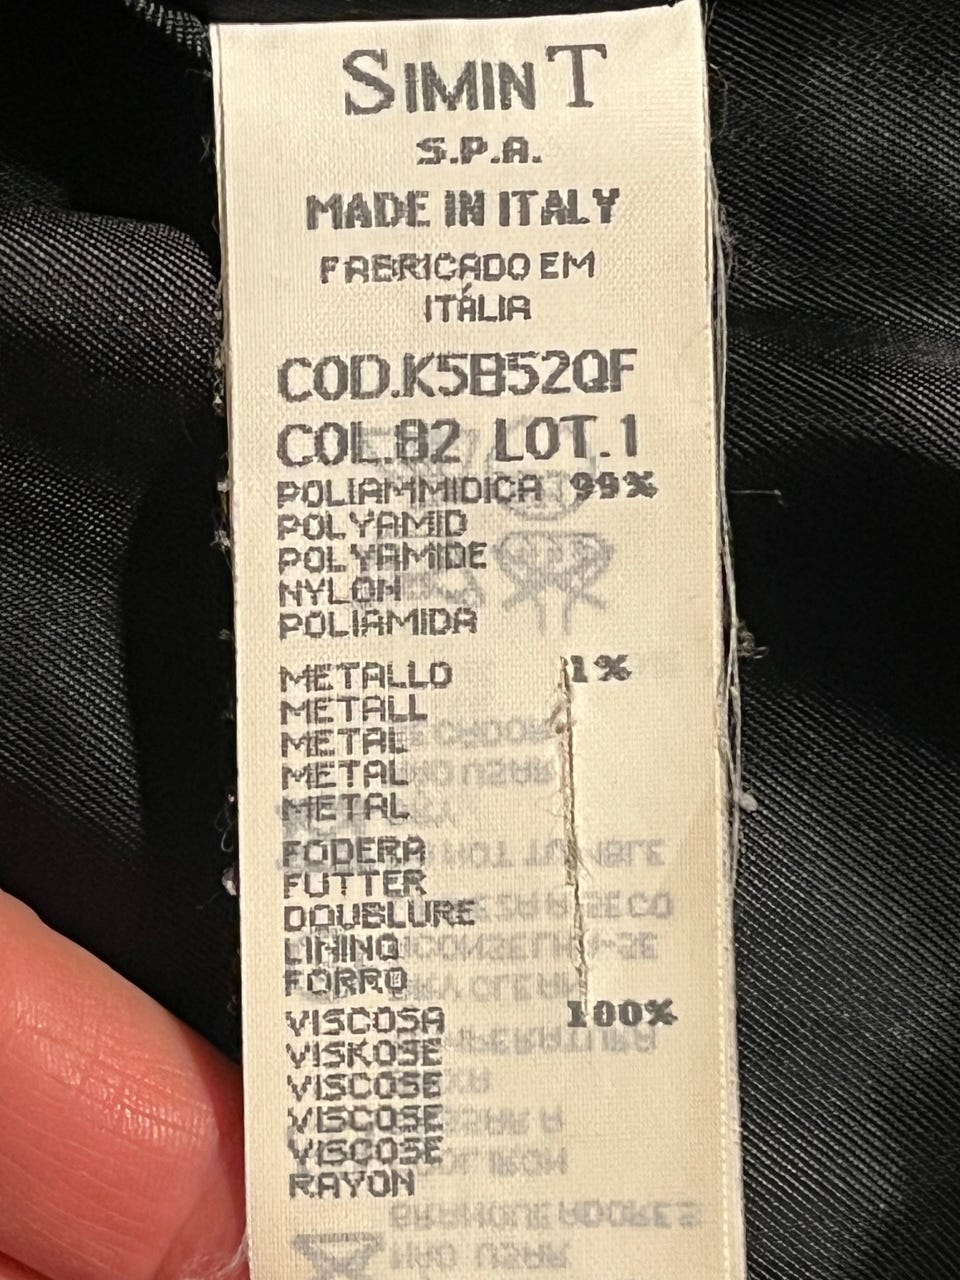 SIMINT
S.P.A.
MADE IN ITALY
FABRICADO EM
ITÁLIA
COD.K5B52QF
COL.82 LOT.1
POLIAMMIDICA 99%
POLYAMID
POLYAMIDE
NYLON
POLIAMIDA
METALLO 1%
METALL
METAL
METAL
METAL
FODERA
FUTTER
DOUBLURE
LINING
FORRO
VISCOSA 100%
VISKOSE
VISCOSE
VISCOSE
VISCOSE
RAYON